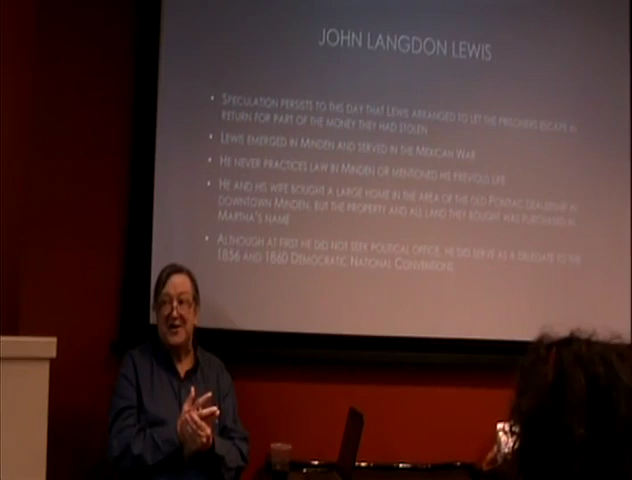 JOHN LANGDON LEWIS
• SPECULATION PERSISTS TO THIS DAY THAT LEWIS ARRANGED TO LET THE PRISONERS ESCAPE IN
RETURN FOR PART OF THE MONEY THEY HAD STOLEN
• LEWIS EMERGED IN MINDEN AND SERVED IN THE MEXICAN WAR
• HE NEVER PRACTICES LAW IN MINDEN OR MENTIONED HIS PREVIOUS LIFE
• HE AND HIS WIFE BOUGHT A LARGE HOME IN THE AREA OF THE OLD PONTIAC DEALERSHIP IN
DOWNTOWN MINDEN, BUT THE PROPERTY AND ALL LAND THEY BOUGHT WAS PURCHASED IN
MARTHA'S NAME
• ALTHOUGH AT FIRST HE DID NOT SEEK POLITICAL OFFICE, HE DID SERVE AS A DELEGATE TO THE
1856 AND 1860 DEMOCRATIC NATIONAL CONVENTIONS